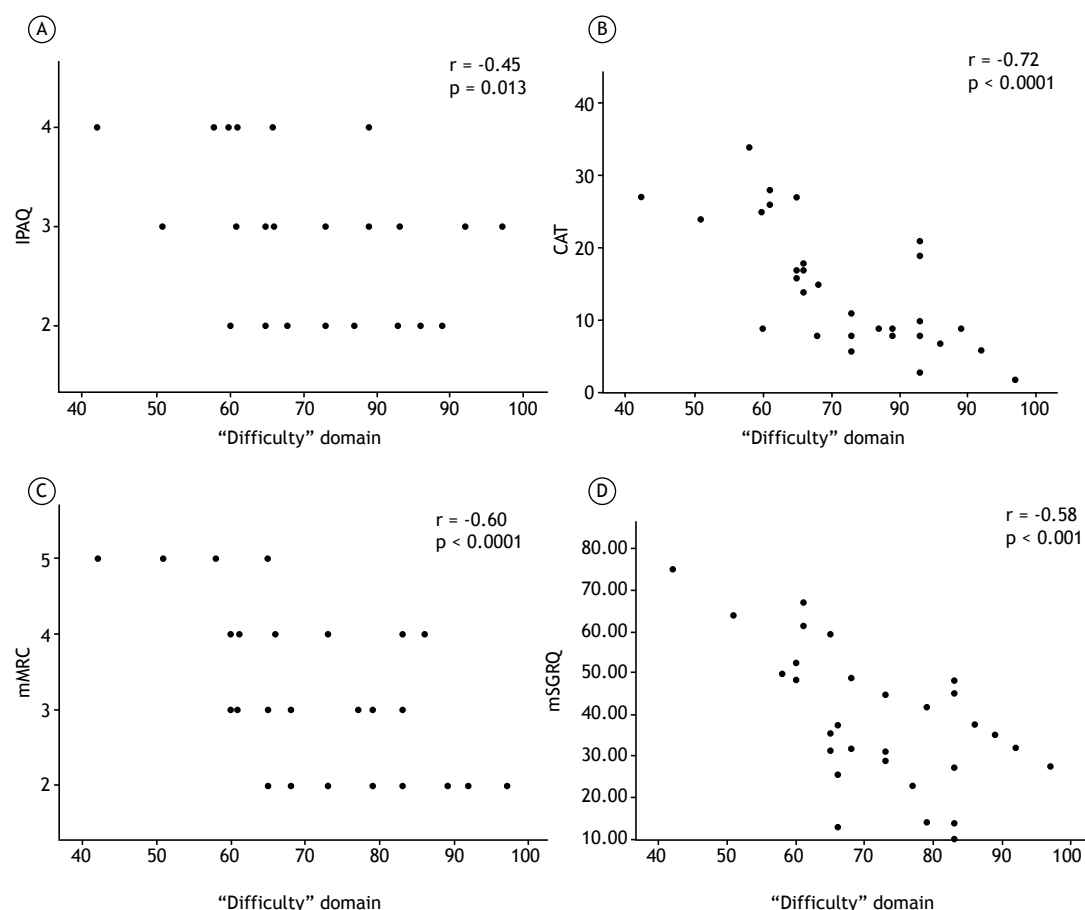 A
r = -0.45
p = 0.013
4
3
2
IPAQ
40 50 60 70 90 90 100
“Difficulty” domain
B
r = -0.72
p < 0.0001
40
30
20
10
0
CAT
40 50 60 70 90 90 100
“Difficulty” domain
C
r = -0.60
p < 0.0001
5
4
3
2
mMRC
40 50 60 70 80 90 100
“Difficulty” domain
D
r = -0.58
p < 0.001
80.00
70.00
60.00
50.00
40.00
30.00
20.00
10.00
mSGRQ
40 50 60 70 80 90 100
“Difficulty” domain